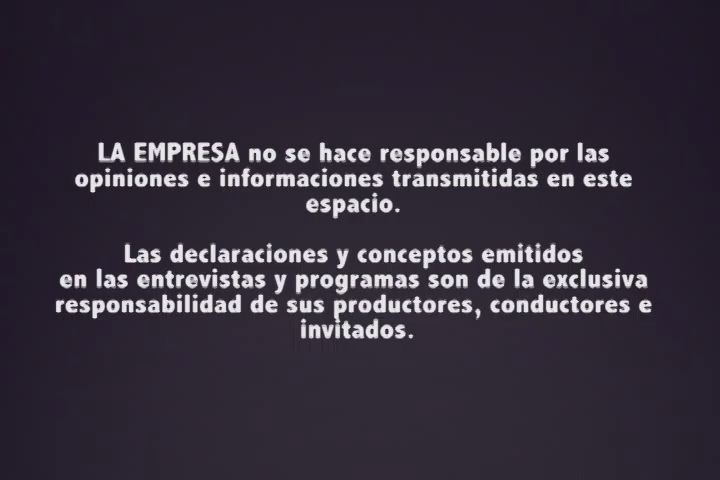 LA EMPRESA no se hace responsable por las
opiniones e informaciones transmitidas en este
espacio.
Las declaraciones y conceptos emitidos
en las entrevistas y programas son de la exclusiva
responsabilidad de sus productores, conductores e
invitados.